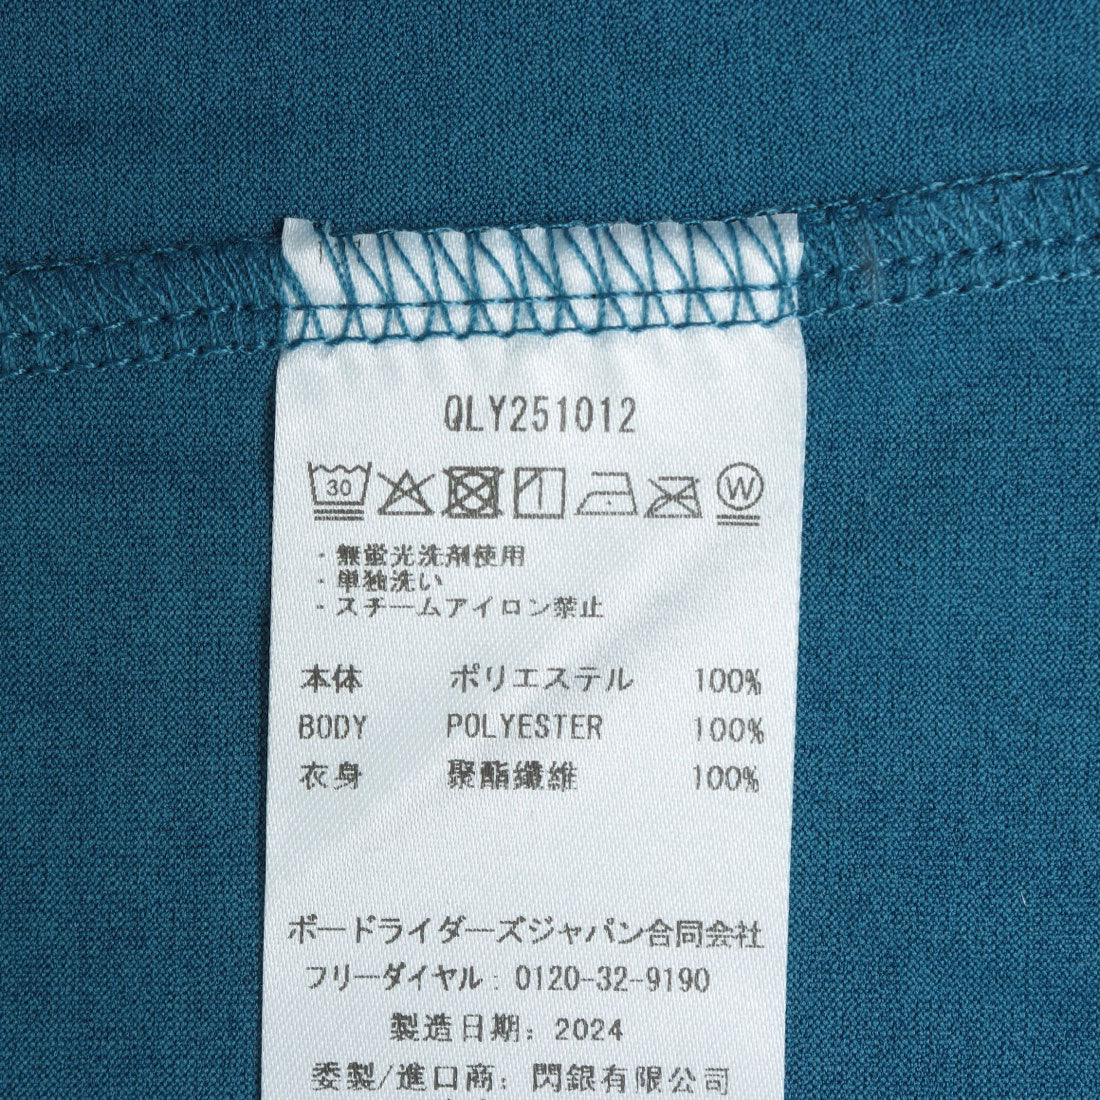 QLY251012
30 W
・無蛍光洗剤使用
・単独洗い
・スチームアイロン禁止
本体 ポリエステル 100%
BODY POLYESTER 100%
衣身 聚酯纖維 100%
ボードライダーズジャパン合同会社
フリーダイヤル：0120-32-9190
製造日期：2024
委製/進口商：閃銀有限公司